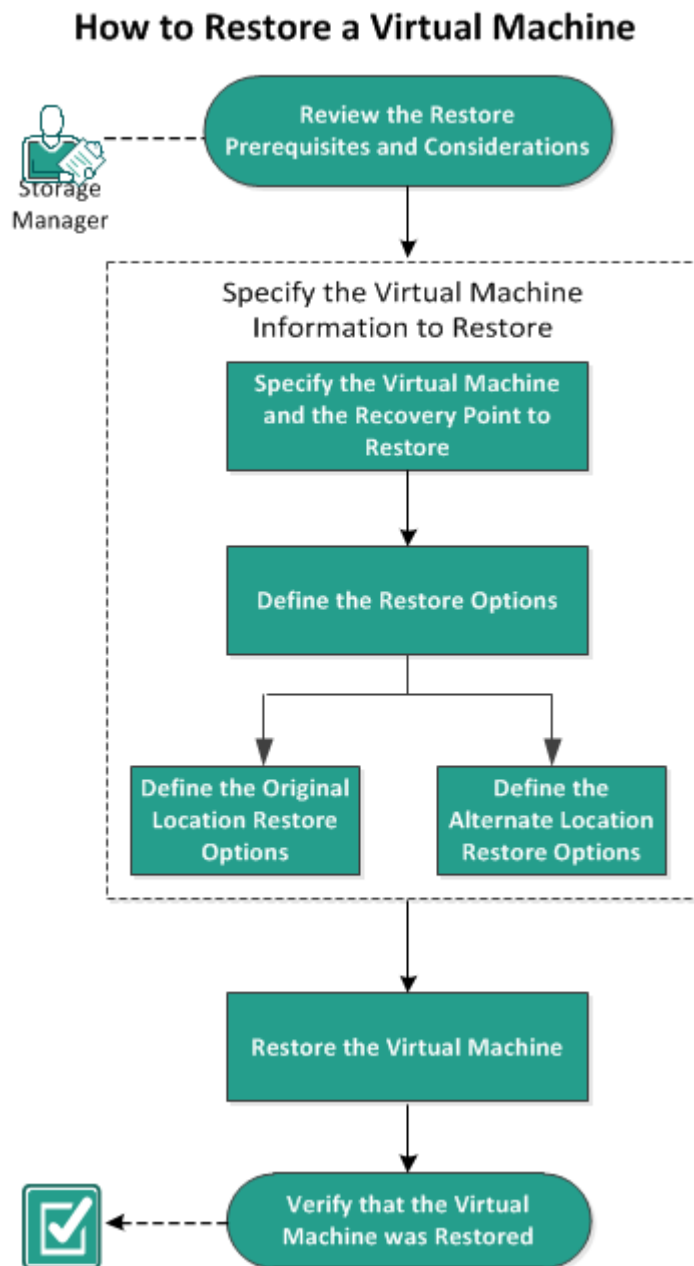 How to Restore a Virtual Machine
Review the Restore
Prerequisites and Considerations
Storage
Manager
Specify the Virtual Machine
Information to Restore
Specify the Virtual Machine
and the Recovery Point to
Restore
Define the Restore Options
Define the Original
Location Restore
Options
Define the
Alternate Location
Restore Options
Restore the Virtual Machine
Verify that the Virtual
Machine was Restored